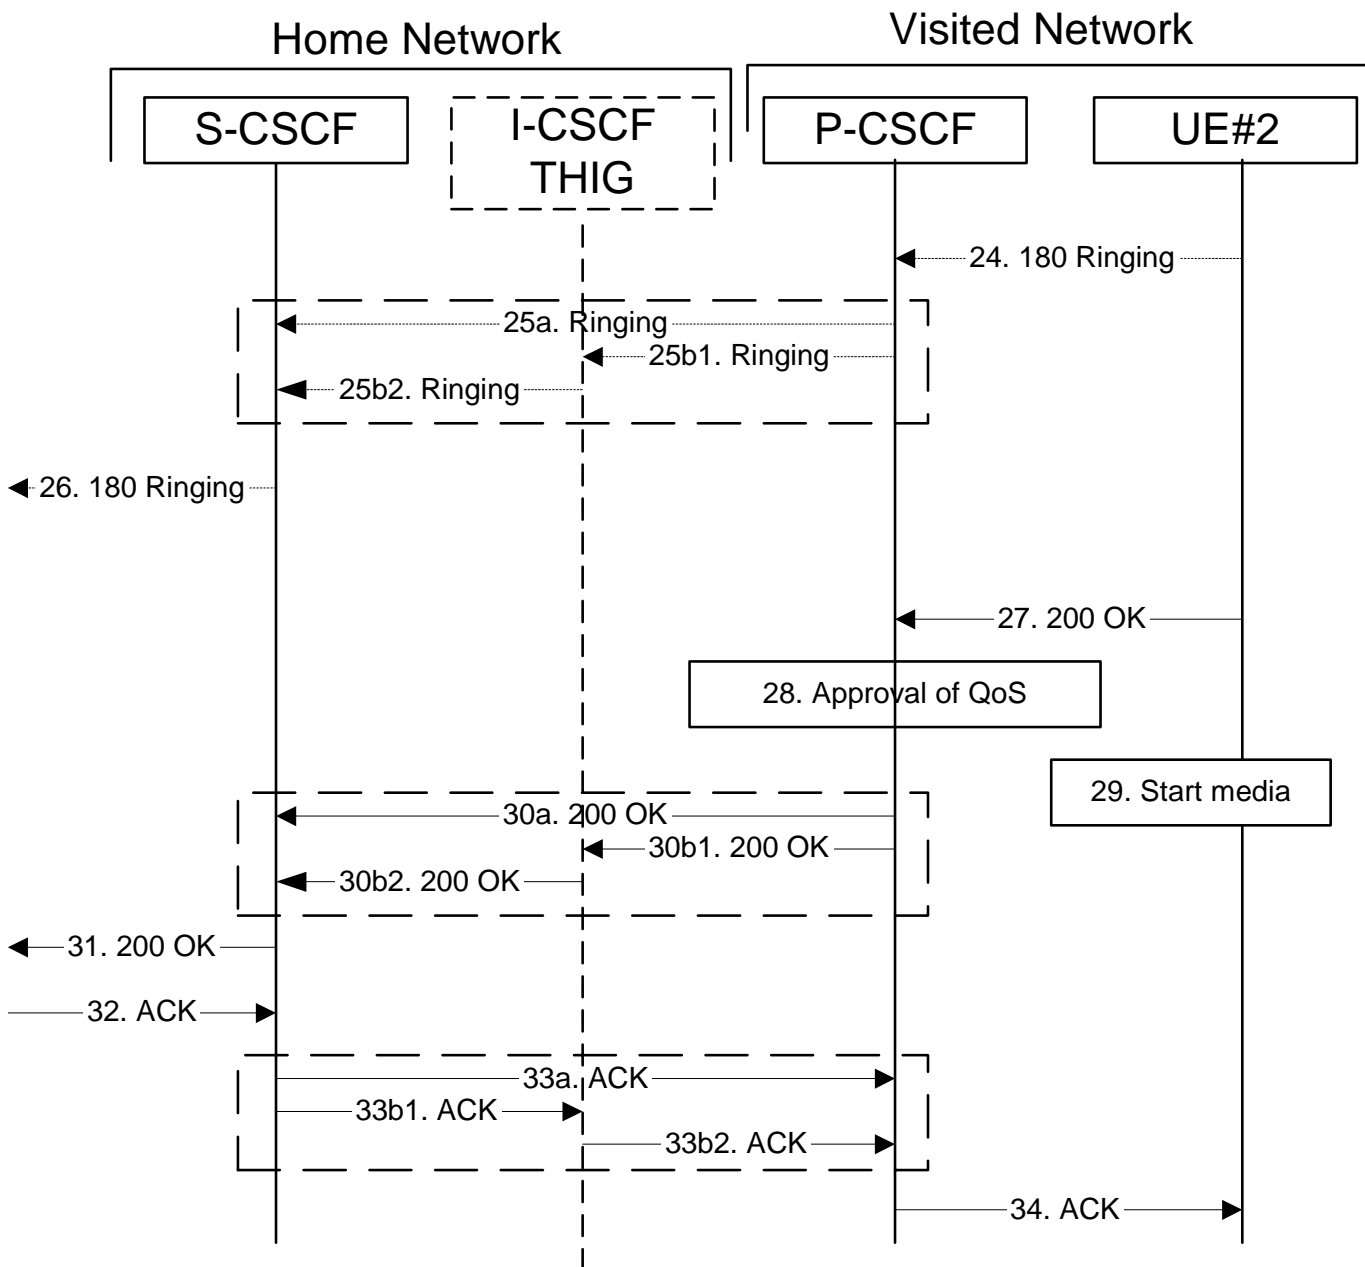 Home Network
Visited Network
S-CSCF
I-CSCF
THIG
P-CSCF
UE#2
24. 180 Ringing
25a. Ringing
25b1. Ringing
25b2. Ringing
26. 180 Ringing
27. 200 OK
28. Approval of QoS
29. Start media
30a. 200 OK
30b1. 200 OK
30b2. 200 OK
31. 200 OK
32. ACK
33a. ACK
33b1. ACK
33b2. ACK
34. ACK